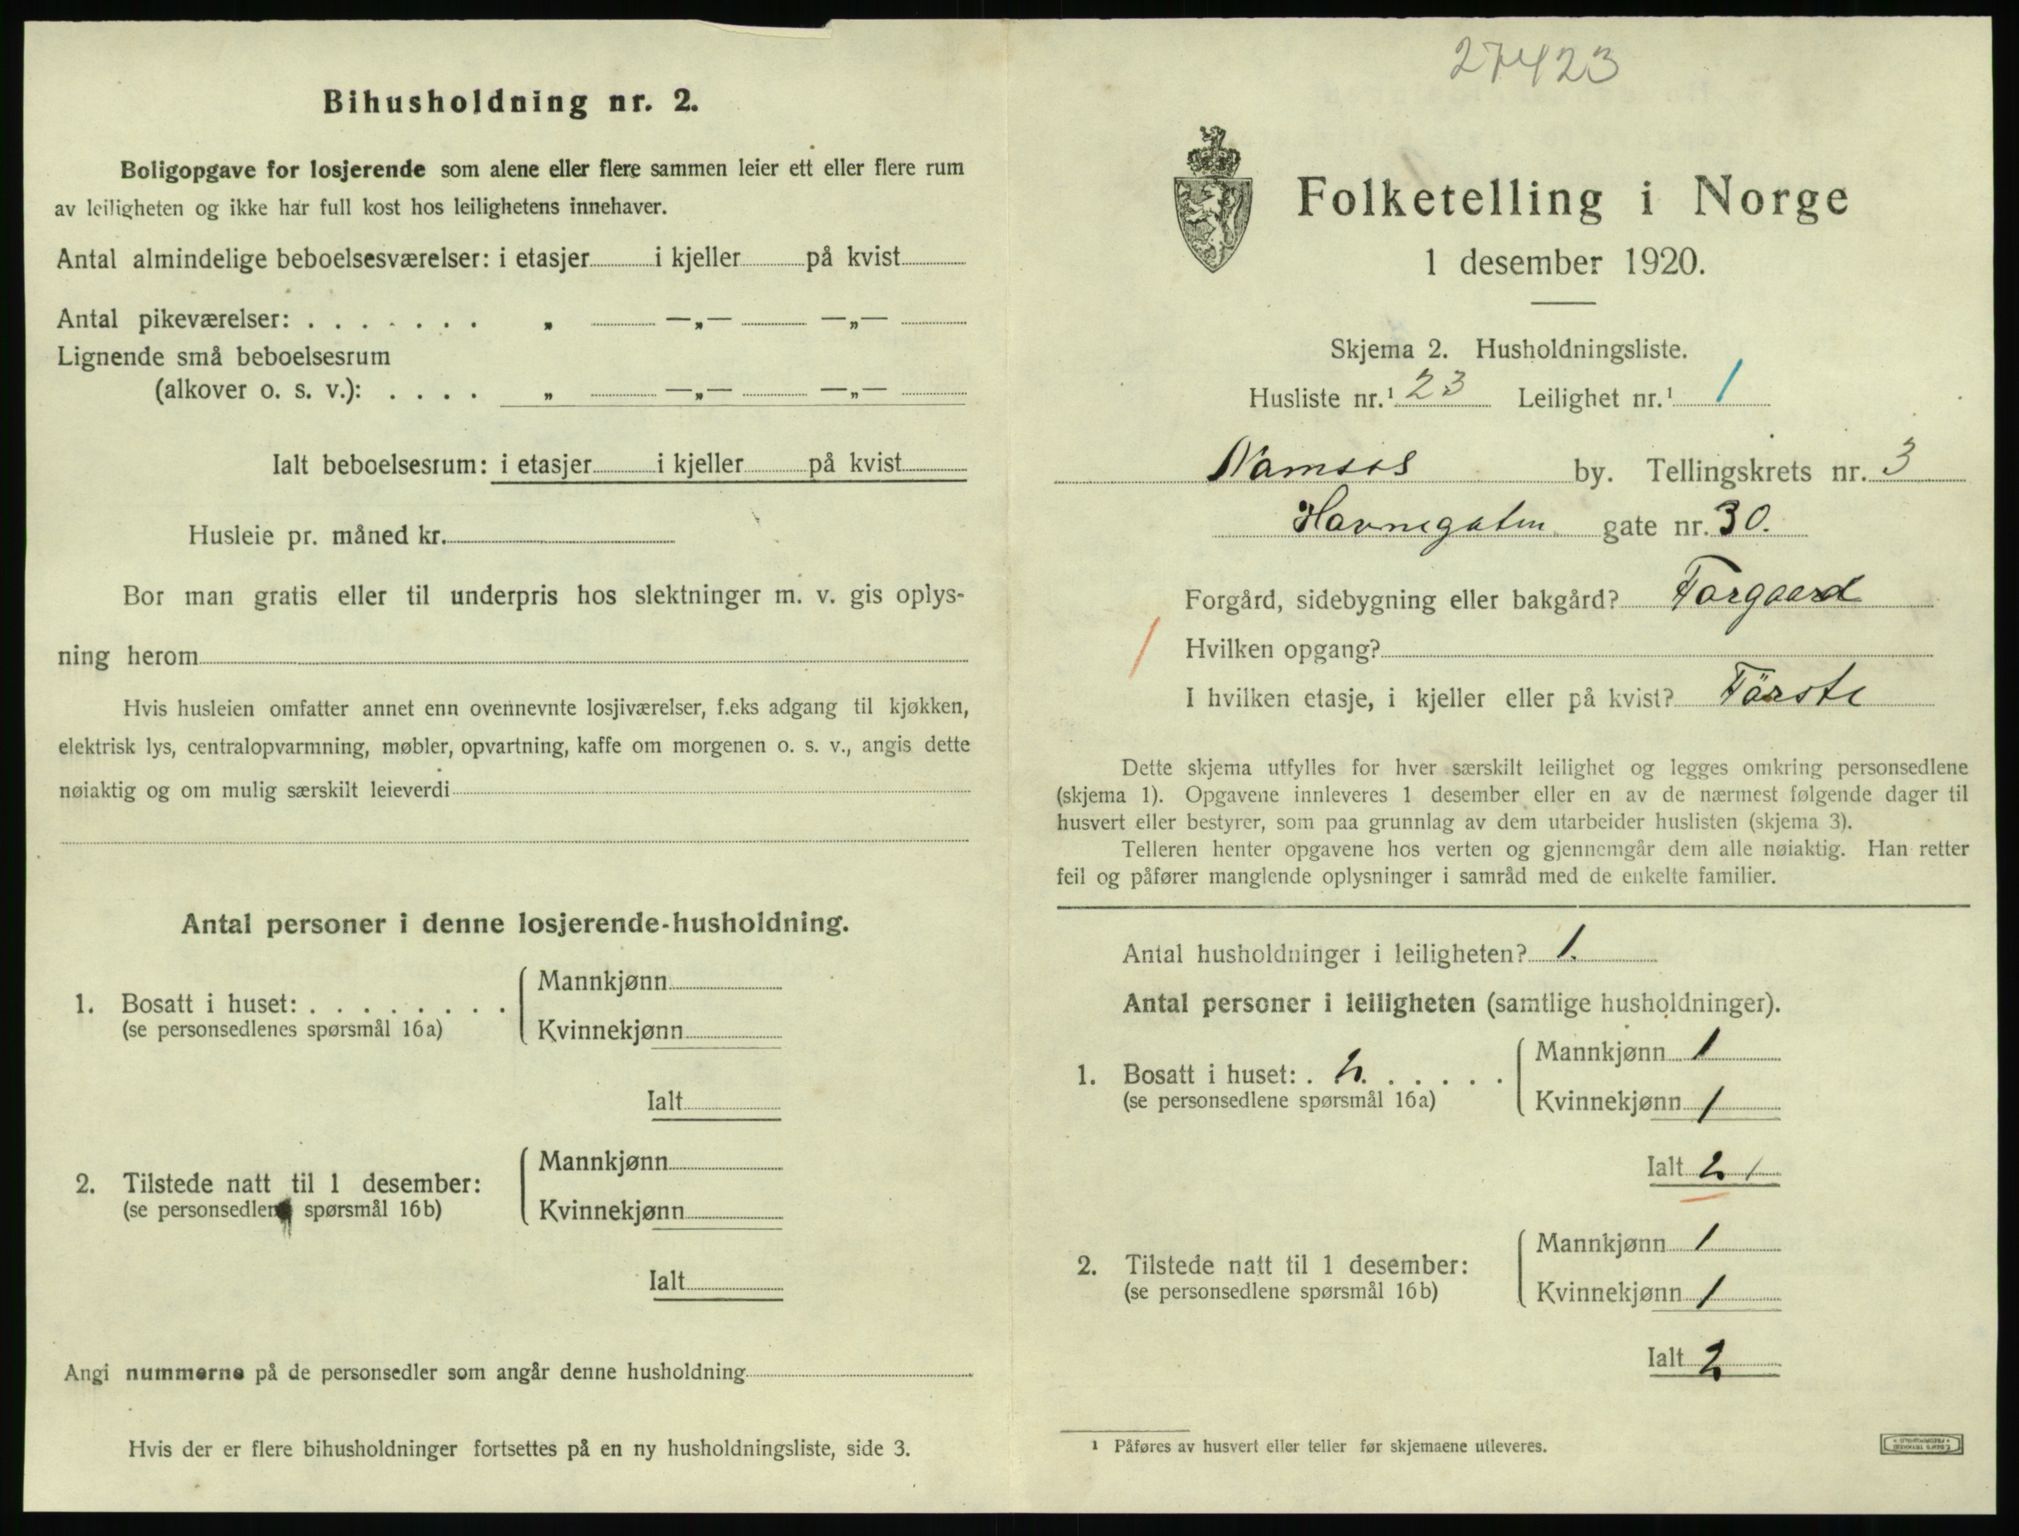 Bihusholdning nr. 2.
Boligopgave for losjerende som alene eller flere sammen leier ett eller flere rum
av leiligheten og ikke har full kost hos leilighetens innehaver.
Antal almindelige beboelsesværelser: i etasjer i kjeller på kvist
Antal pikeværelser: . . . . . . . „ —„— —„—
Lignende små beboelsesrum
(alkover o. s. v.): . . . . „ —„— —„—
Ialt beboelsesrum: i etasjer i kjeller på kvist
Husleie pr. måned kr.
Bor man gratis eller til underpris hos slektninger m. v. gis oplys-
ning herom
Hvis husleien omfatter annet enn ovennevnte losjiværelser, f.eks adgang til kjøkken,
elektrisk lys, centralopvarmning, møbler, opvartning, kaffe om morgenen o. s. v., angis dette
nøiaktig og om mulig særskilt leieverdi
Antal personer i denne losjerende-husholdning.
1. Bosatt i huset: . . . . . . . .
(se personsedlenes spørsmål 16a)
Mannkjønn
Kvinnekjønn
Ialt
2. Tilstede natt til 1 desember:
(se personsedlene spørsmål 16b)
Mannkjønn
Kvinnekjønn
Ialt
Angi nummerne på de personsedler som angår denne husholdning
Hvis der er flere bihusholdninger fortsettes på en ny husholdningsliste, side 3.
27423
Folketelling i Norge
1 desember 1920.
Skjema 2. Husholdningsliste.
Husliste nr.¹ 23 Leilighet nr.¹ 1
Namsos by. Tellingskrets nr. 3
Havnegaten gate nr. 30.
Forgård, sidebygning eller bakgård? Forgaard
1 Hvilken opgang?
I hvilken etasje, i kjeller eller på kvist? Förste
Dette skjema utfylles for hver særskilt leilighet og legges omkring personsedlene
(skjema 1). Opgavene innleveres 1 desember eller en av de nærmest følgende dager til
husvert eller bestyrer, som paa grunnlag av dem utarbeider huslisten (skjema 3).
Telleren henter opgavene hos verten og gjennemgår dem alle nøiaktig. Han retter
feil og påfører manglende oplysninger i samråd med de enkelte familier.
Antal husholdninger i leiligheten? 1.
Antal personer i leiligheten (samtlige husholdninger).
1. Bosatt i huset: . 2. . . . . .
(se personsedlene spørsmål 16a)
Mannkjønn 1
Kvinnekjønn 1
Ialt 2 /
2. Tilstede natt til 1 desember:
(se personsedlene spørsmål 16b)
Mannkjønn 1
Kvinnekjønn 1
Ialt 2
¹ Påføres av husvert eller teller før skjemaene utleveres.